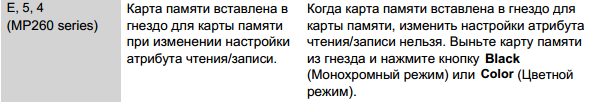 E, 5, 4
(MP260 series)
Карта памяти вставлена в
гнездо для карты памяти
при изменении настройки
атрибута чтения/записи.
Когда карта памяти вставлена в гнездо для
карты памяти, изменить настройки атрибута
чтения/записи нельзя. Выньте карту памяти
из гнезда и нажмите кнопку Black
(Монохромный режим) или Color (Цветной
режим).